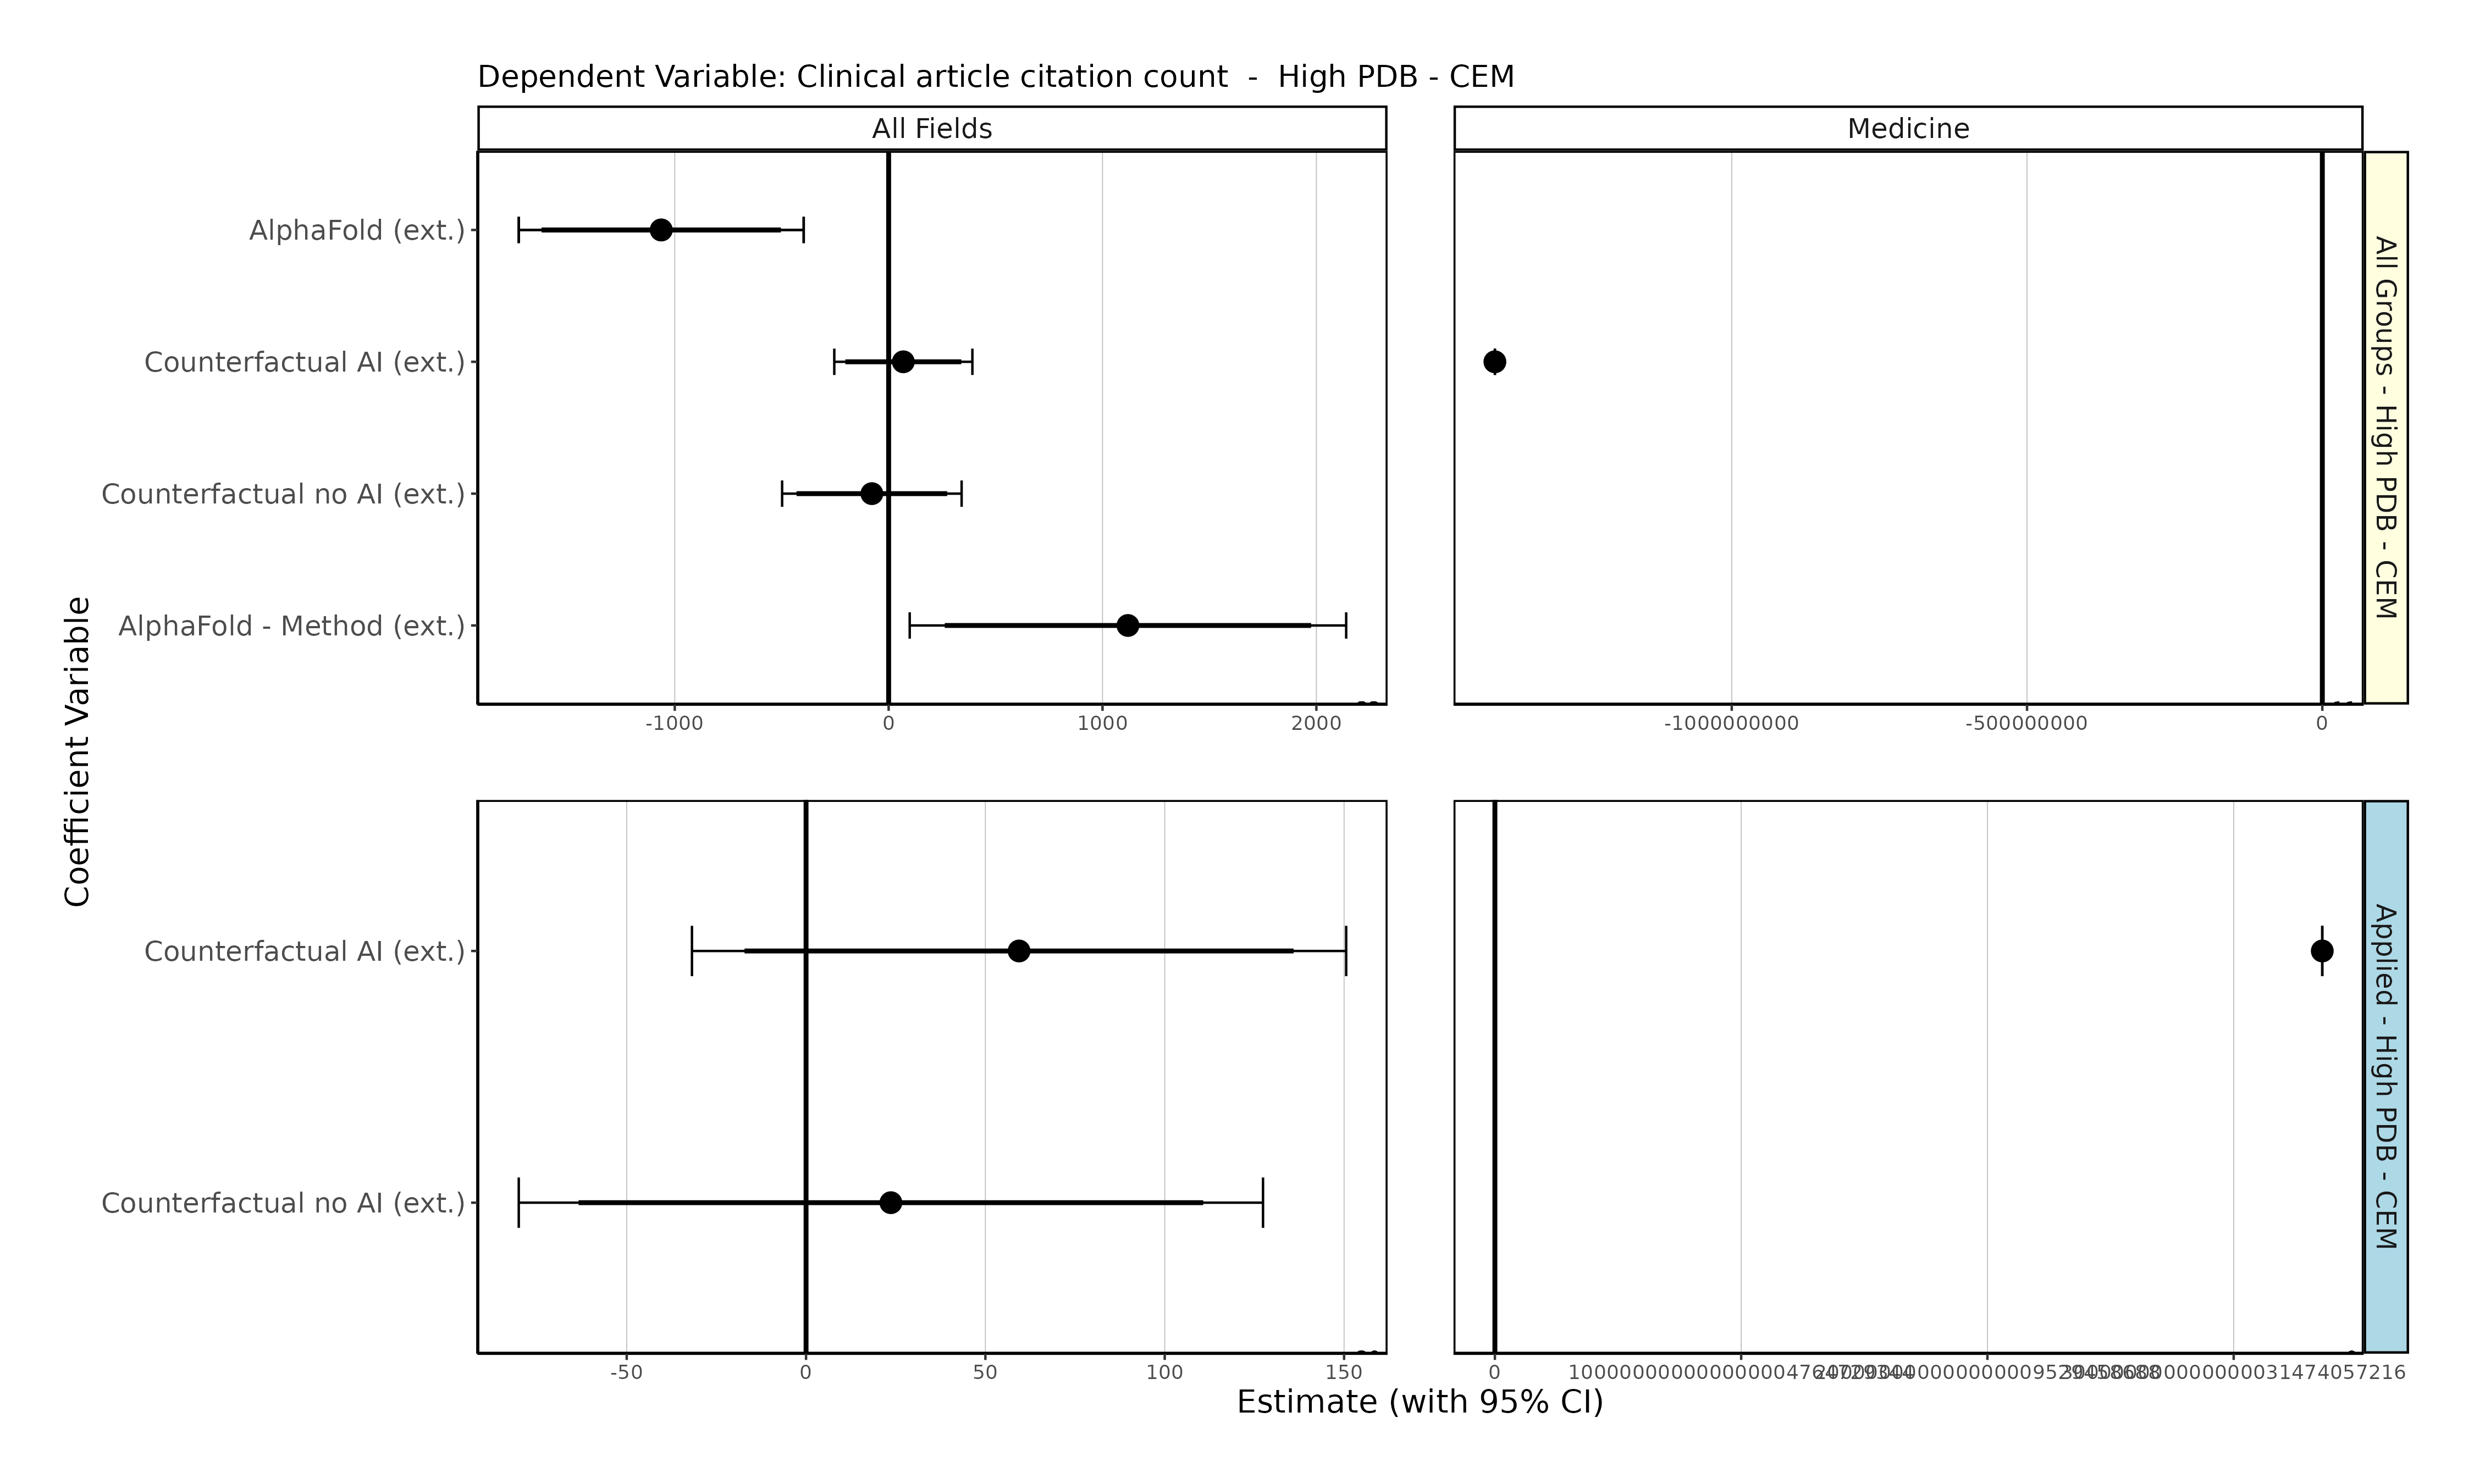 Dependent Variable: Clinical article citation count - High PDB - CEM
All Fields
Medicine
AlphaFold (ext.)
Counterfactual AI (ext.)
Counterfactual no AI (ext.)
AlphaFold - Method (ext.)
All Groups - High PDB - CEM
-1000
0
1000
2000
-1000000000
-500000000
0
Coefficient Variable
Counterfactual AI (ext.)
Counterfactual no AI (ext.)
Applied - High PDB - CEM
-50
0
50
100
150
0
Estimate (with 95% CI)